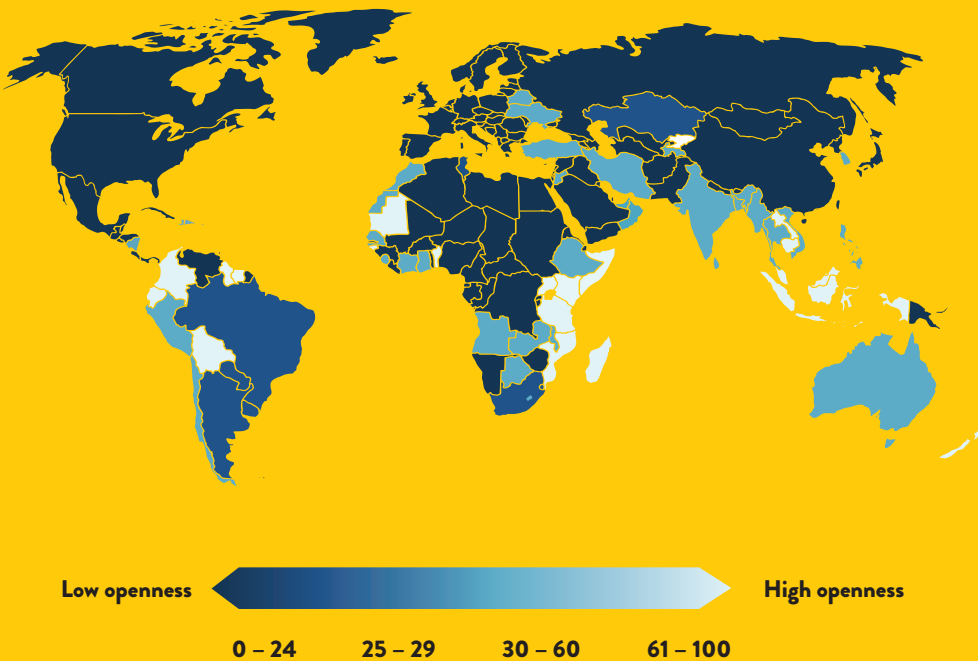 Low openness
High openness
0 – 24
25 – 29
30 – 60
61 – 100